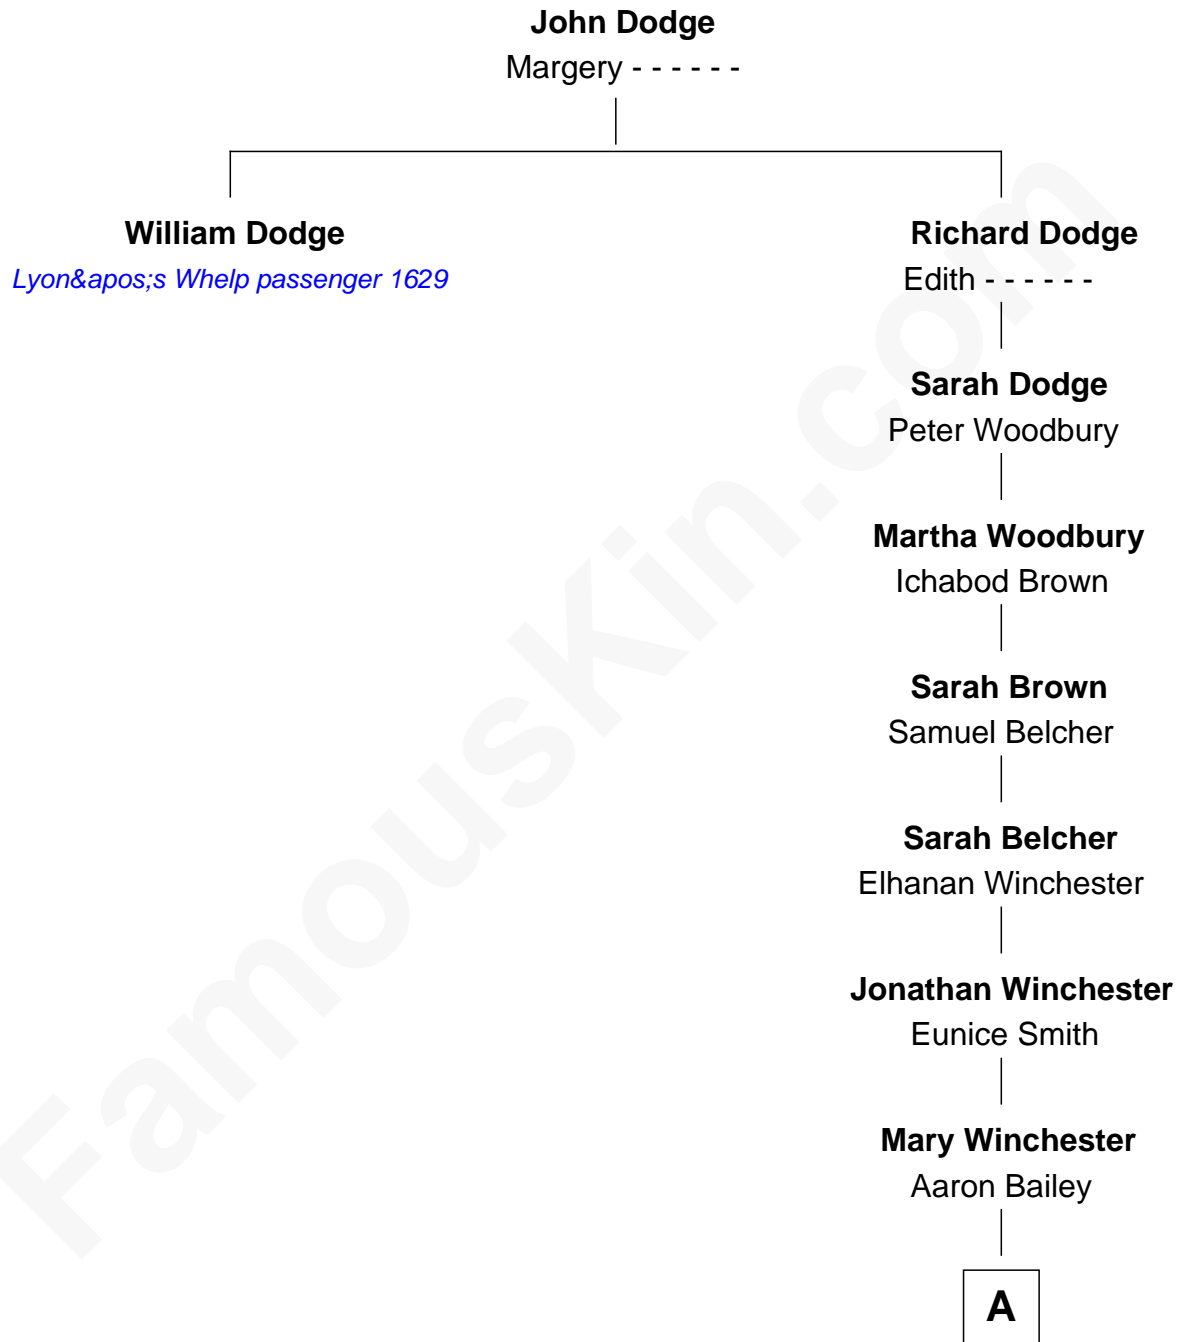 John Dodge
Margery - - - - - -
William Dodge
Lyon&apos;s Whelp passenger 1629
Richard Dodge
Edith - - - - - -
Sarah Dodge
Peter Woodbury
Martha Woodbury
Ichabod Brown
Sarah Brown
Samuel Belcher
Sarah Belcher
Elhanan Winchester
Jonathan Winchester
Eunice Smith
Mary Winchester
Aaron Bailey
A
FamousKin.com